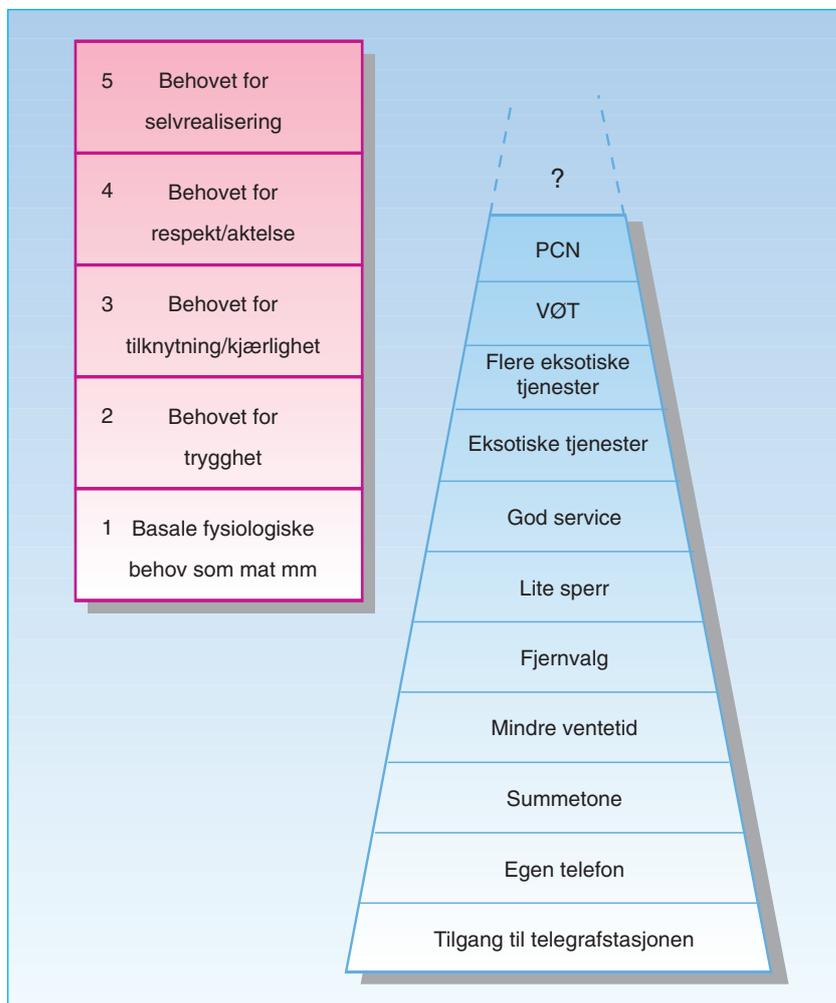 5 Behovet for
selvrealisering
4 Behovet for
respekt/aktelse
3 Behovet for
tilknytning/kjærlighet
2 Behovet for
trygghet
1 Basale fysiologiske
behov som mat mm
?
PCN
VØT
Flere eksotiske
tjenester
Eksotiske tjenester
God service
Lite sperr
Fjernvalg
Mindre ventetid
Summetone
Egen telefon
Tilgang til telegrafstasjonen